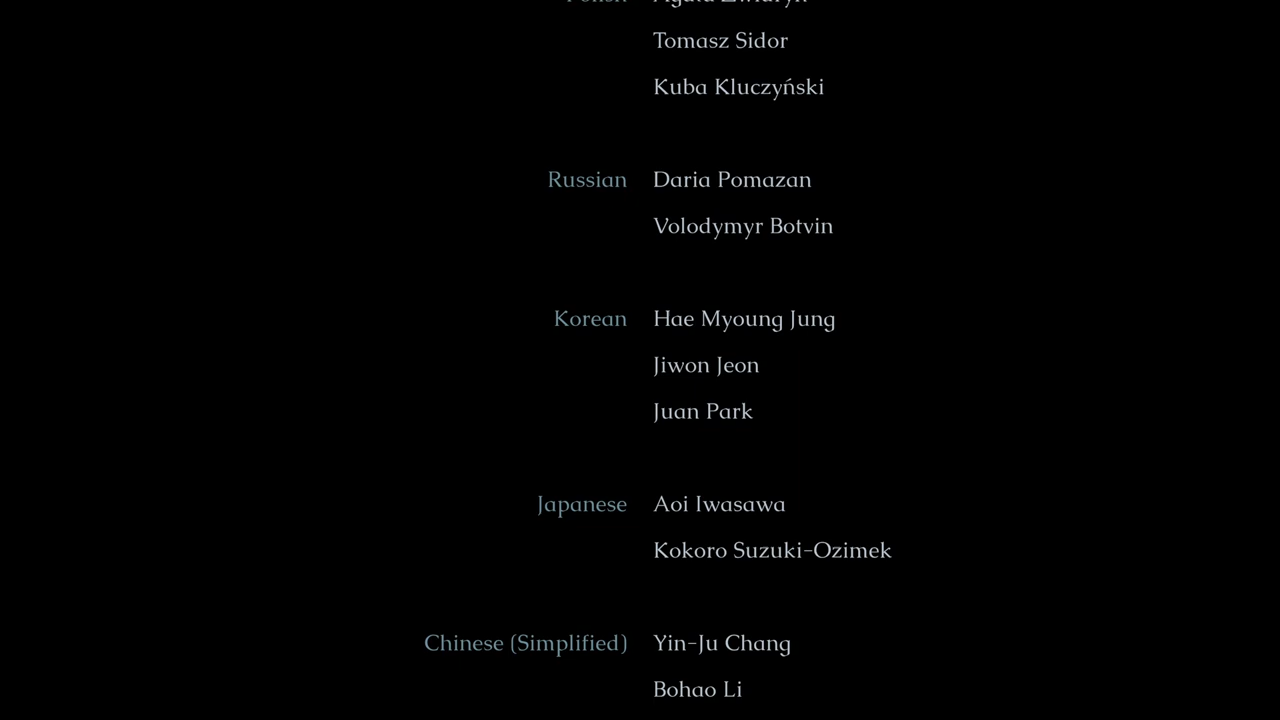 Tomasz Sidor
Kuba Kluczyński
Russian Daria Pomazan
Volodymyr Botvin
Korean Hae Myoung Jung
Jiwon Jeon
Juan Park
Japanese Aoi Iwasawa
Kokoro Suzuki-Ozimek
Chinese (Simplified) Yin-Ju Chang
Bohao Li